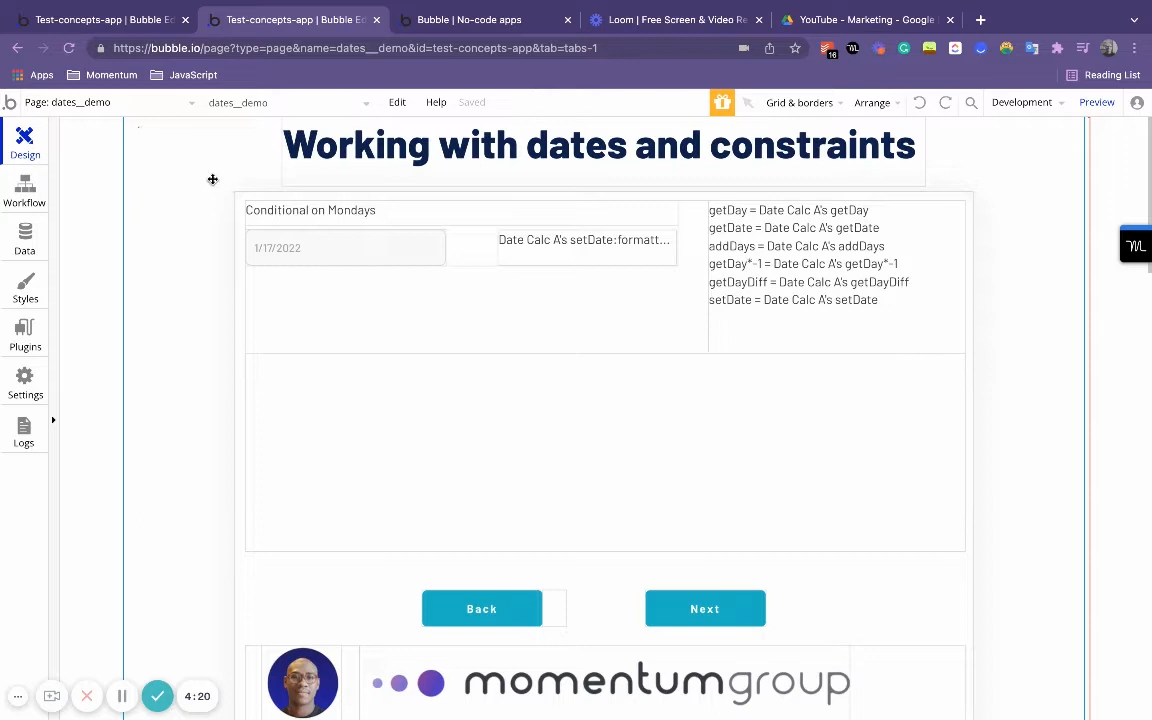 Test-concepts-app | Bubble Ed
Test-concepts-app | Bubble Ed
Bubble | No-code apps
Loom | Free Screen & Video Re
YouTube - Marketing - Google
https://bubble.io/page?type=page&name=dates__demo&id=test-concepts-app&tab=tabs-1
16
Apps
Momentum
JavaScript
Reading List
Page: dates__demo
dates__demo
Edit
Help
Saved
Grid & borders
Arrange
Development
Preview
Design
Workflow
Data
Styles
Plugins
Settings
Logs
Working with dates and constraints
Conditional on Mondays
1/17/2022
Date Calc A's setDate:formatt...
getDay = Date Calc A's getDay
getDate = Date Calc A's getDate
addDays = Date Calc A's addDays
getDay*-1 = Date Calc A's getDay*-1
getDayDiff = Date Calc A's getDayDiff
setDate = Date Calc A's setDate
Back
Next
momentumgroup
4:20